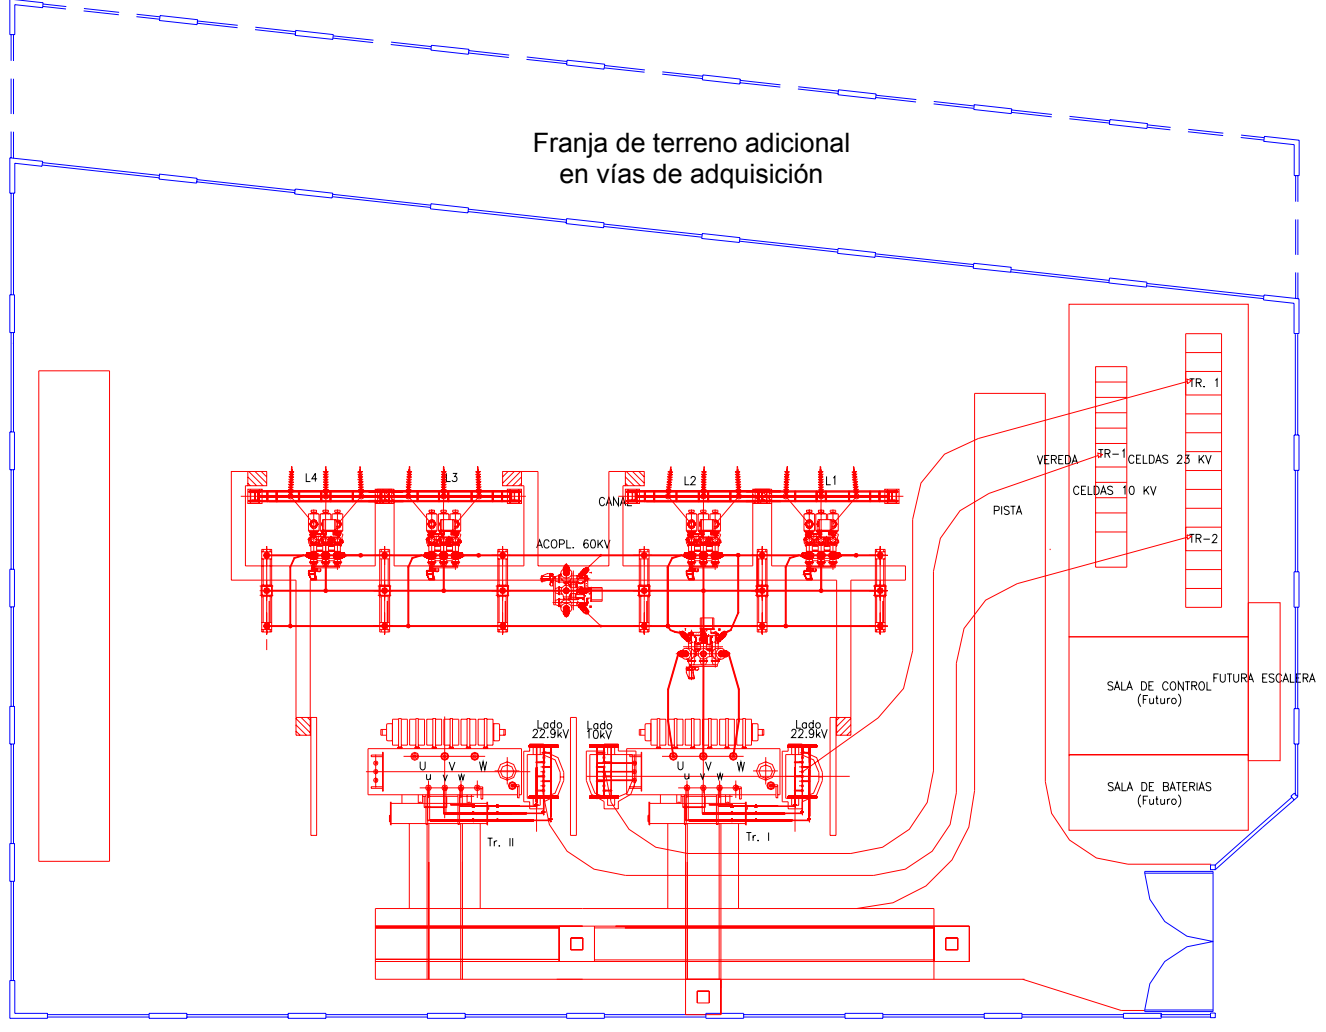 Franja de terreno adicional
en vías de adquisición
TR. 1
L4
L3
L2
L1
TR-1
VEREDA
CELDAS 23 KV
CELDAS 10 KV
CANAL
PISTA
ACOPL. 60KV
TR-2
SALA DE CONTROL
(Futuro)
FUTURA ESCALERA
Lado
22.9kV
Lado
10kV
Lado
22.9kV
U V W
U V W
U V W
U V W
SALA DE BATERIAS
(Futuro)
Tr. II
Tr. I